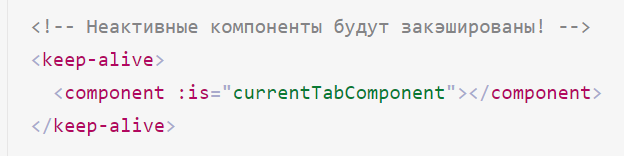 <!-- Неактивные компоненты будут закэшированы! -->
<keep-alive>
<component :is="currentTabComponent"></component>
</keep-alive>